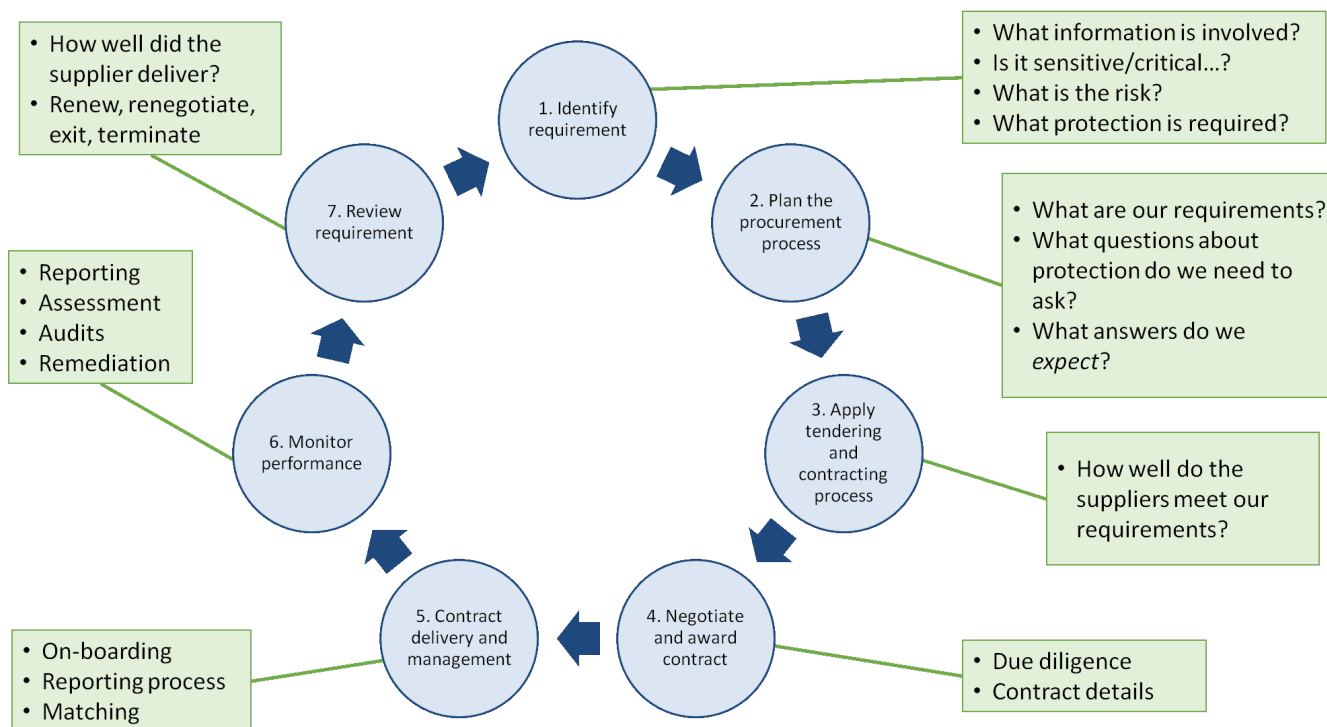 1. Identify
requirement
• What information is involved?
• Is it sensitive/critical...?
• What is the risk?
• What protection is required?
2. Plan the
procurement
process
• What are our requirements?
• What questions about
protection do we need to
ask?
• What answers do we
expect?
3. Apply
tendering
and
contracting
process
• How well do the
suppliers meet our
requirements?
4. Negotiate
and award
contract
• Due diligence
• Contract details
5. Contract
delivery and
management
• On-boarding
• Reporting process
• Matching
6. Monitor
performance
• Reporting
• Assessment
• Audits
• Remediation
7. Review
requirement
• How well did the
supplier deliver?
• Renew, renegotiate,
exit, terminate